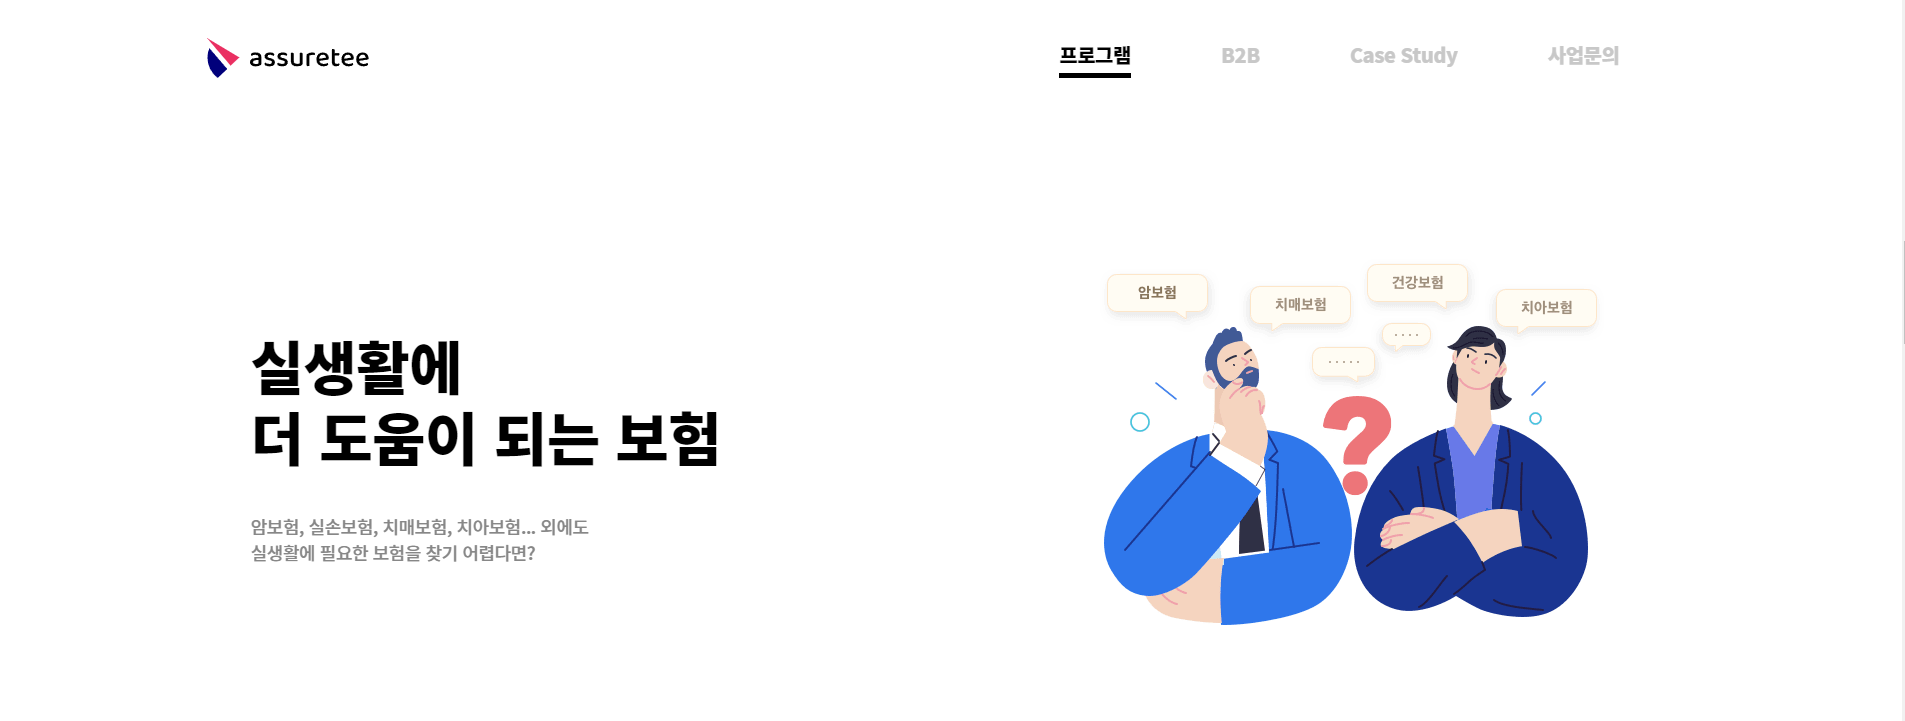 assuretee
프로그램
B2B
Case Study
사업문의
암보험
치매보험
건강보험
치아보험
.....
....
실생활에
더 도움이 되는 보험
암보험, 실손보험, 치매보험, 치아보험... 외에도
실생활에 필요한 보험을 찾기 어렵다면?
?